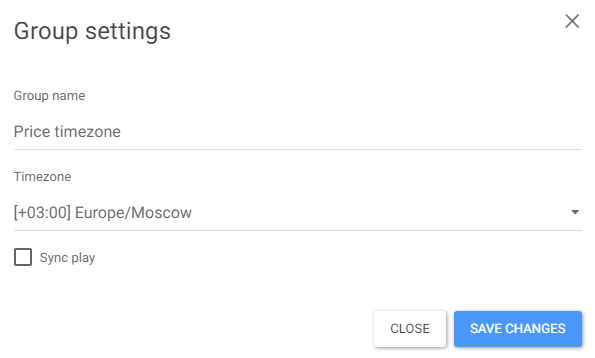 Group settings
Group name
Price timezone
Timezone
[+03:00] Europe/Moscow
Sync play
CLOSE
SAVE CHANGES